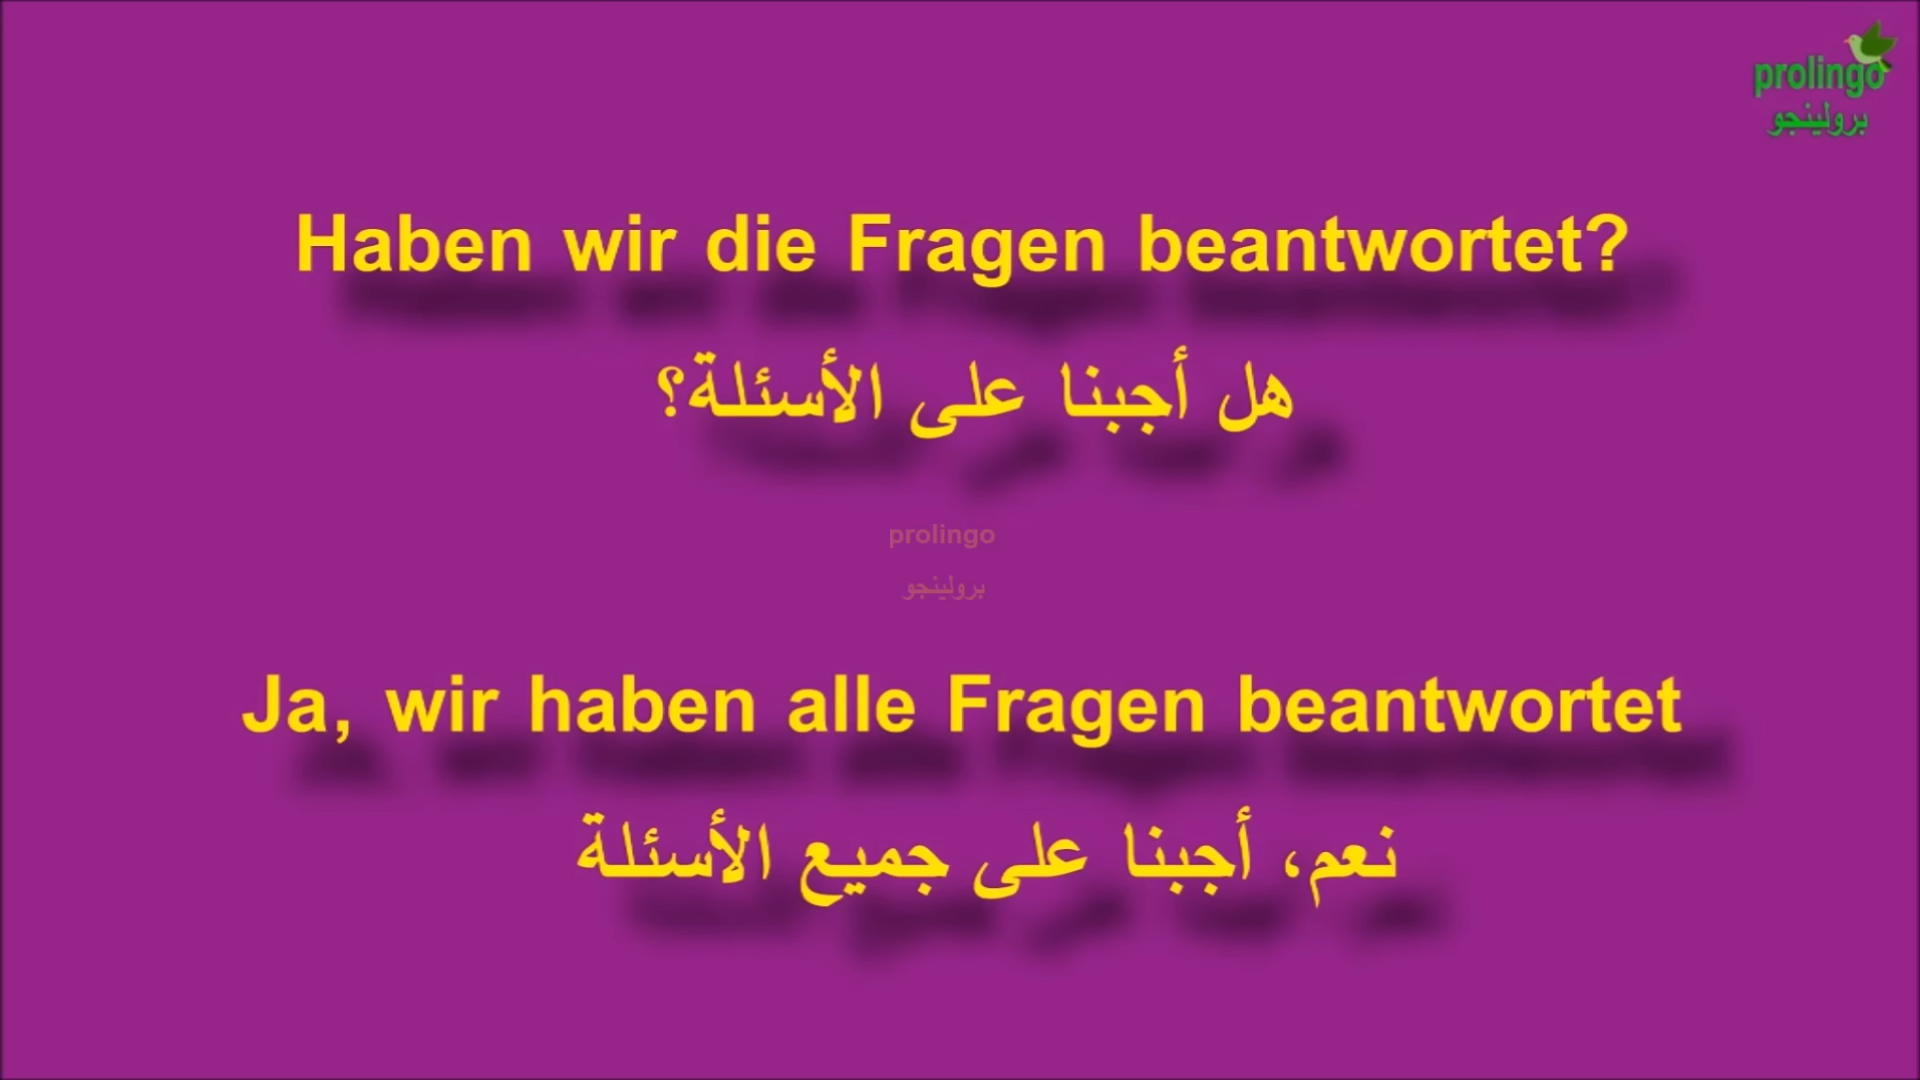 prolingo
برولينجو
Haben wir die Fragen beantwortet?
هل أجبنا على الأسئلة؟
prolingo
برولينجو
Ja, wir haben alle Fragen beantwortet
نعم، أجبنا على جميع الأسئلة